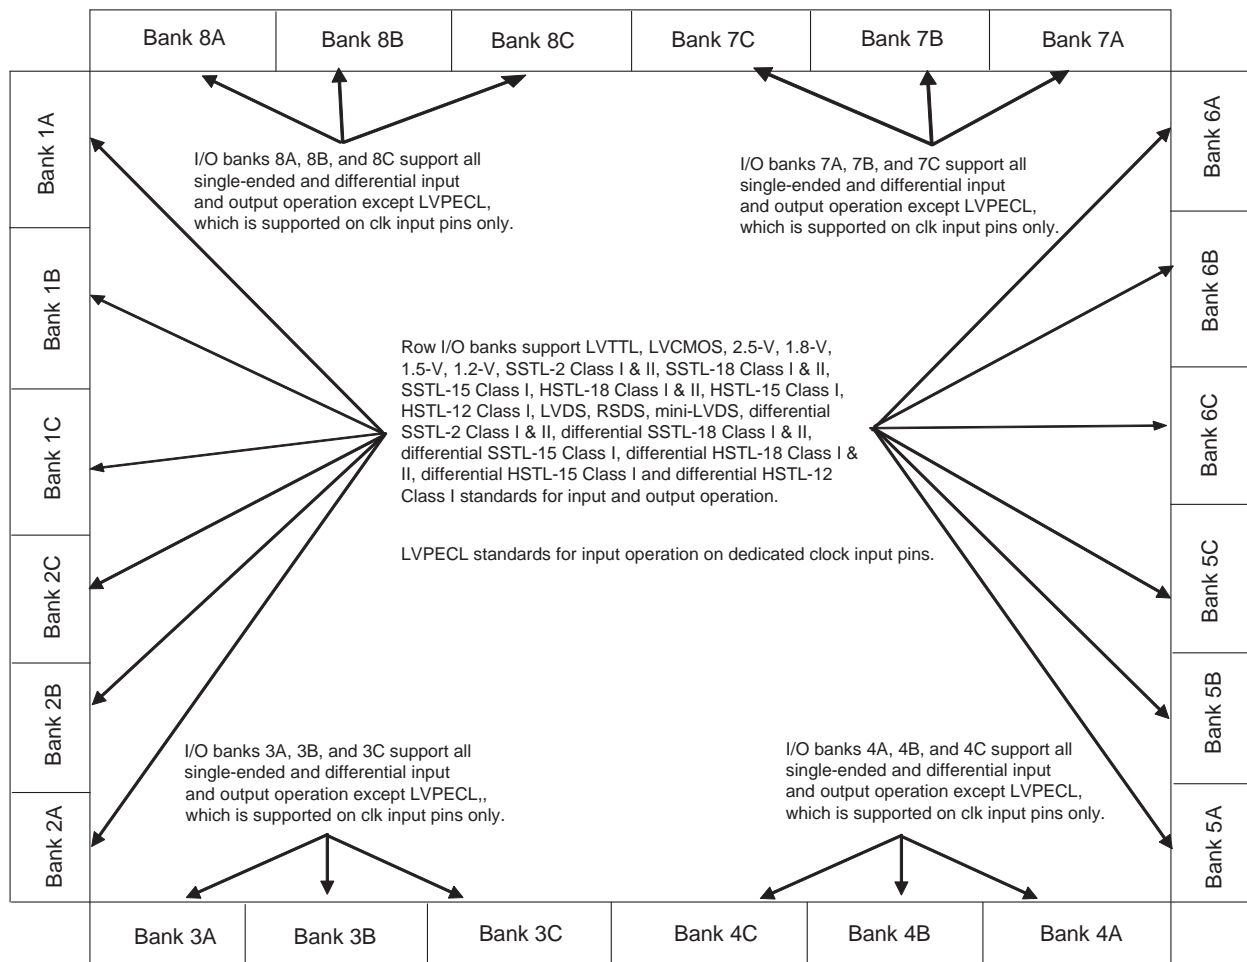 Bank 8A
Bank 8B
Bank 8C
Bank 7C
Bank 7B
Bank 7A
Bank 1A
Bank 1B
Bank 1C
Bank 2C
Bank 2B
Bank 2A
I/O banks 8A, 8B, and 8C support all
single-ended and differential input
and output operation except LVPECL,
which is supported on clk input pins only.
I/O banks 7A, 7B, and 7C support all
single-ended and differential input
and output operation except LVPECL,
which is supported on clk input pins only.
Row I/O banks support LVTTL, LVCMOS, 2.5-V, 1.8-V,
1.5-V, 1.2-V, SSTL-2 Class I & II, SSTL-18 Class I & II,
SSTL-15 Class I, HSTL-18 Class I & II, HSTL-15 Class I,
HSTL-12 Class I, LVDS, RSDS, mini-LVDS, differential
SSTL-2 Class I & II, differential SSTL-18 Class I & II,
differential SSTL-15 Class I, differential HSTL-18 Class I &
II, differential HSTL-15 Class I and differential HSTL-12
Class I standards for input and output operation.
LVPECL standards for input operation on dedicated clock input pins.
I/O banks 3A, 3B, and 3C support all
single-ended and differential input
and output operation except LVPECL,,
which is supported on clk input pins only.
I/O banks 4A, 4B, and 4C support all
single-ended and differential input
and output operation except LVPECL,
which is supported on clk input pins only.
Bank 6A
Bank 6B
Bank 6C
Bank 5C
Bank 5B
Bank 5A
Bank 3A
Bank 3B
Bank 3C
Bank 4C
Bank 4B
Bank 4A